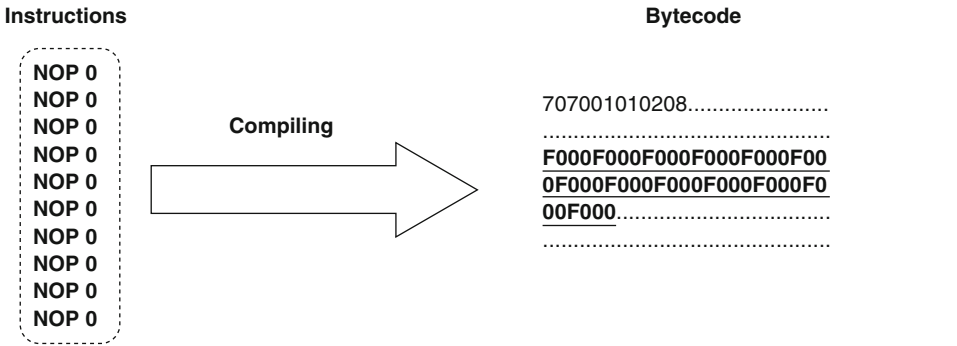 Instructions
Bytecode
NOP 0
NOP 0
NOP 0
NOP 0
NOP 0
NOP 0
NOP 0
NOP 0
NOP 0
NOP 0
Compiling
707001010208.......................
...............................................
F000F000F000F000F000F00
0F000F000F000F000F000F0
00F000...................................
...............................................